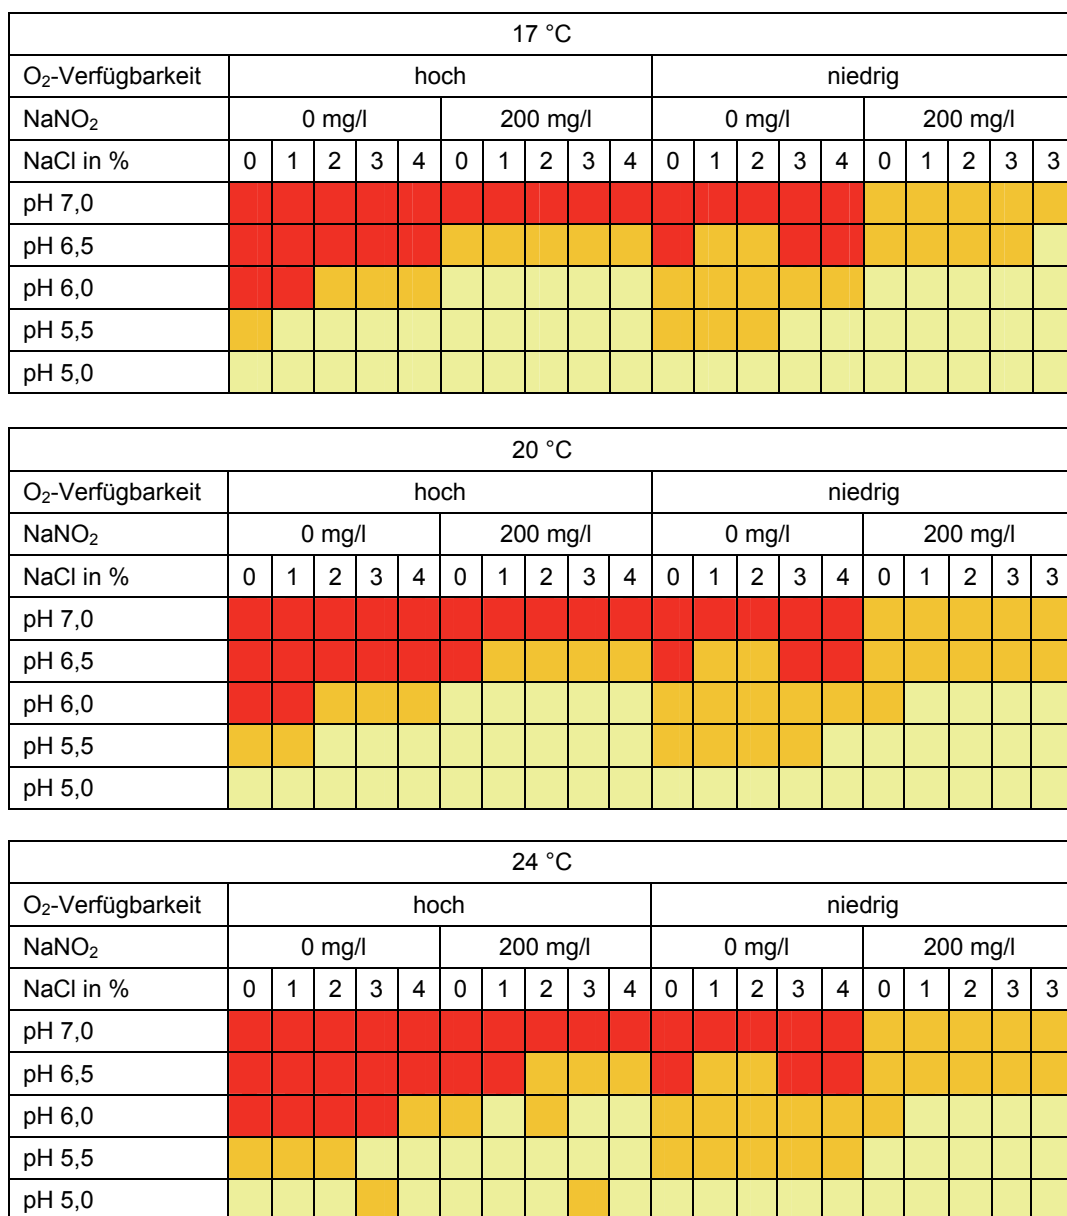 17 °C
O₂-Verfügbarkeit hoch niedrig
NaNO₂ 0 mg/l 200 mg/l 0 mg/l 200 mg/l
NaCl in % 0 1 2 3 4 0 1 2 3 4 0 1 2 3 4 0 1 2 3 3
pH 7,0
pH 6,5
pH 6,0
pH 5,5
pH 5,0
20 °C
O₂-Verfügbarkeit hoch niedrig
NaNO₂ 0 mg/l 200 mg/l 0 mg/l 200 mg/l
NaCl in % 0 1 2 3 4 0 1 2 3 4 0 1 2 3 4 0 1 2 3 3
pH 7,0
pH 6,5
pH 6,0
pH 5,5
pH 5,0
24 °C
O₂-Verfügbarkeit hoch niedrig
NaNO₂ 0 mg/l 200 mg/l 0 mg/l 200 mg/l
NaCl in % 0 1 2 3 4 0 1 2 3 4 0 1 2 3 4 0 1 2 3 3
pH 7,0
pH 6,5
pH 6,0
pH 5,5
pH 5,0